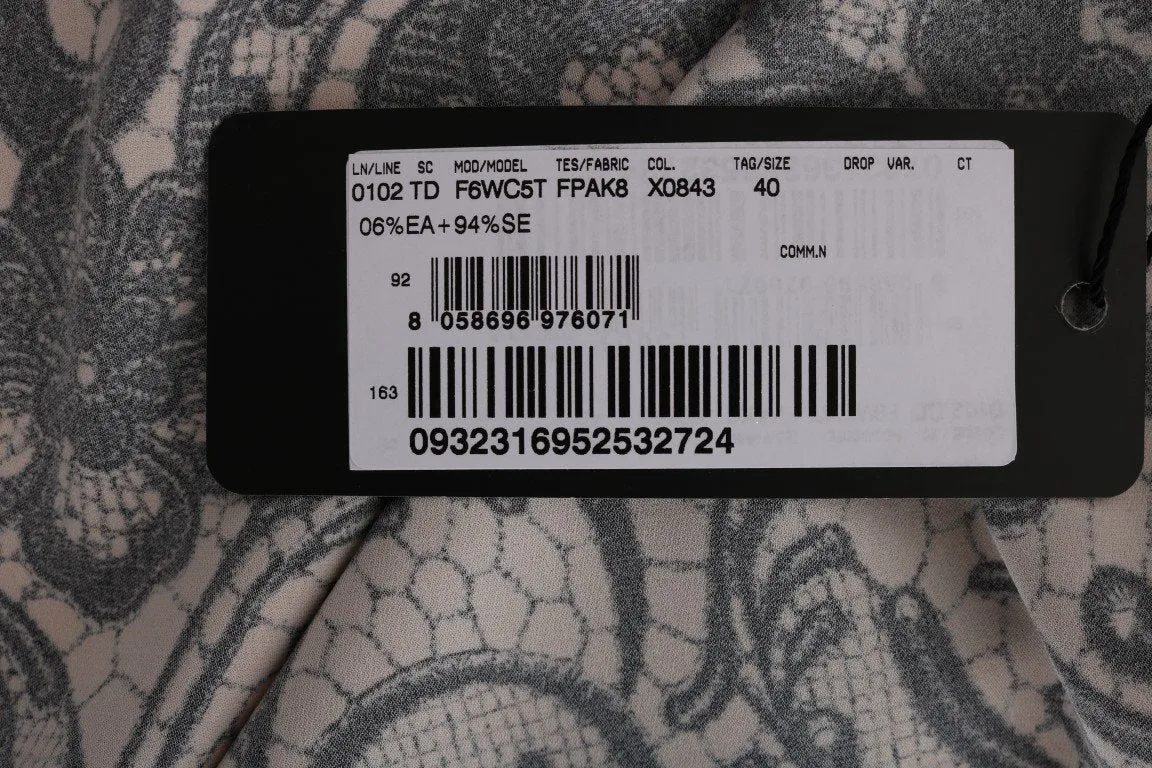 LN/LINE SC MOD/MODEL TES/FABRIC COL. TAG/SIZE DROP VAR. CT
0102 TD F6WC5T FPAK8 X0843 40
06%EA+94%SE
COMM.N
92
8 058696 976071
163
0932316952532724